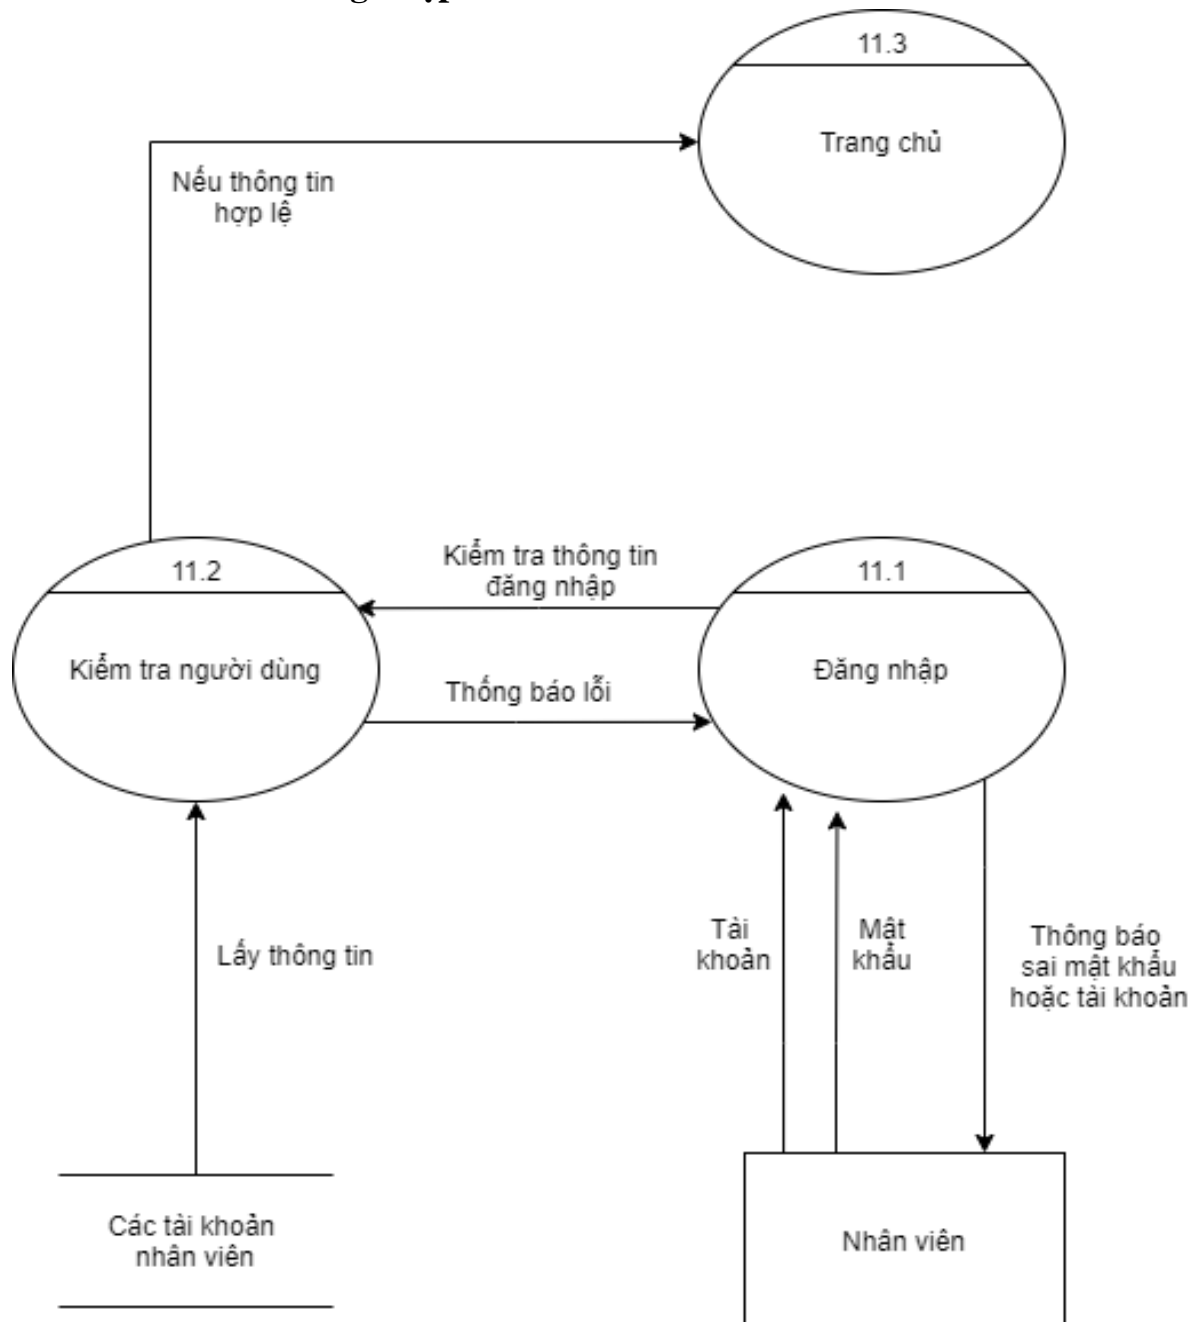 11.3
Trang chủ
Nếu thông tin
hợp lệ
11.2
Kiểm tra người dùng
Kiểm tra thông tin
đăng nhập
Thống báo lỗi
11.1
Đăng nhập
Lấy thông tin
Tài
khoản
Mật
khẩu
Thông báo
sai mật khẩu
hoặc tài khoản
Các tài khoản
nhân viên
Nhân viên